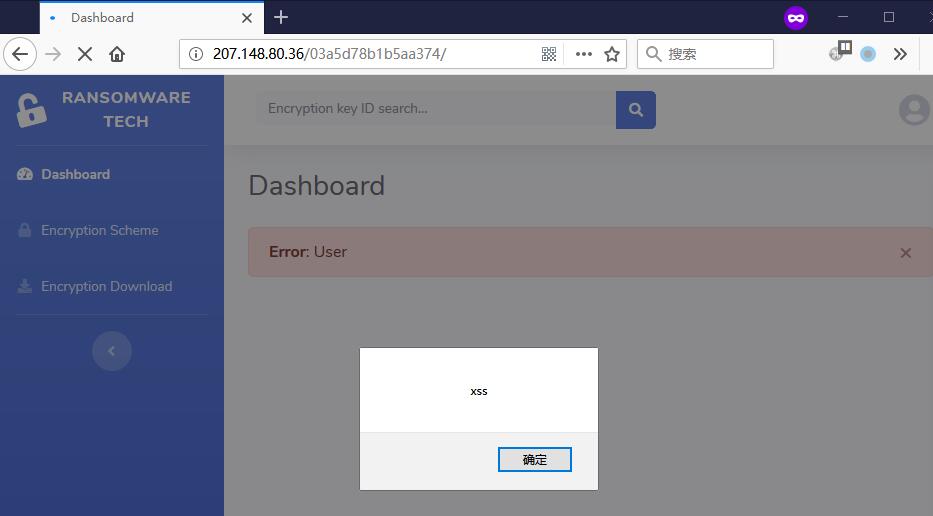 Dashboard
207.148.80.36/03a5d78b1b5aa374/
搜索
RANSOMWARE
TECH
Encryption key ID search...
Dashboard
Encryption Scheme
Encryption Download
Dashboard
Error: User
xss
确定